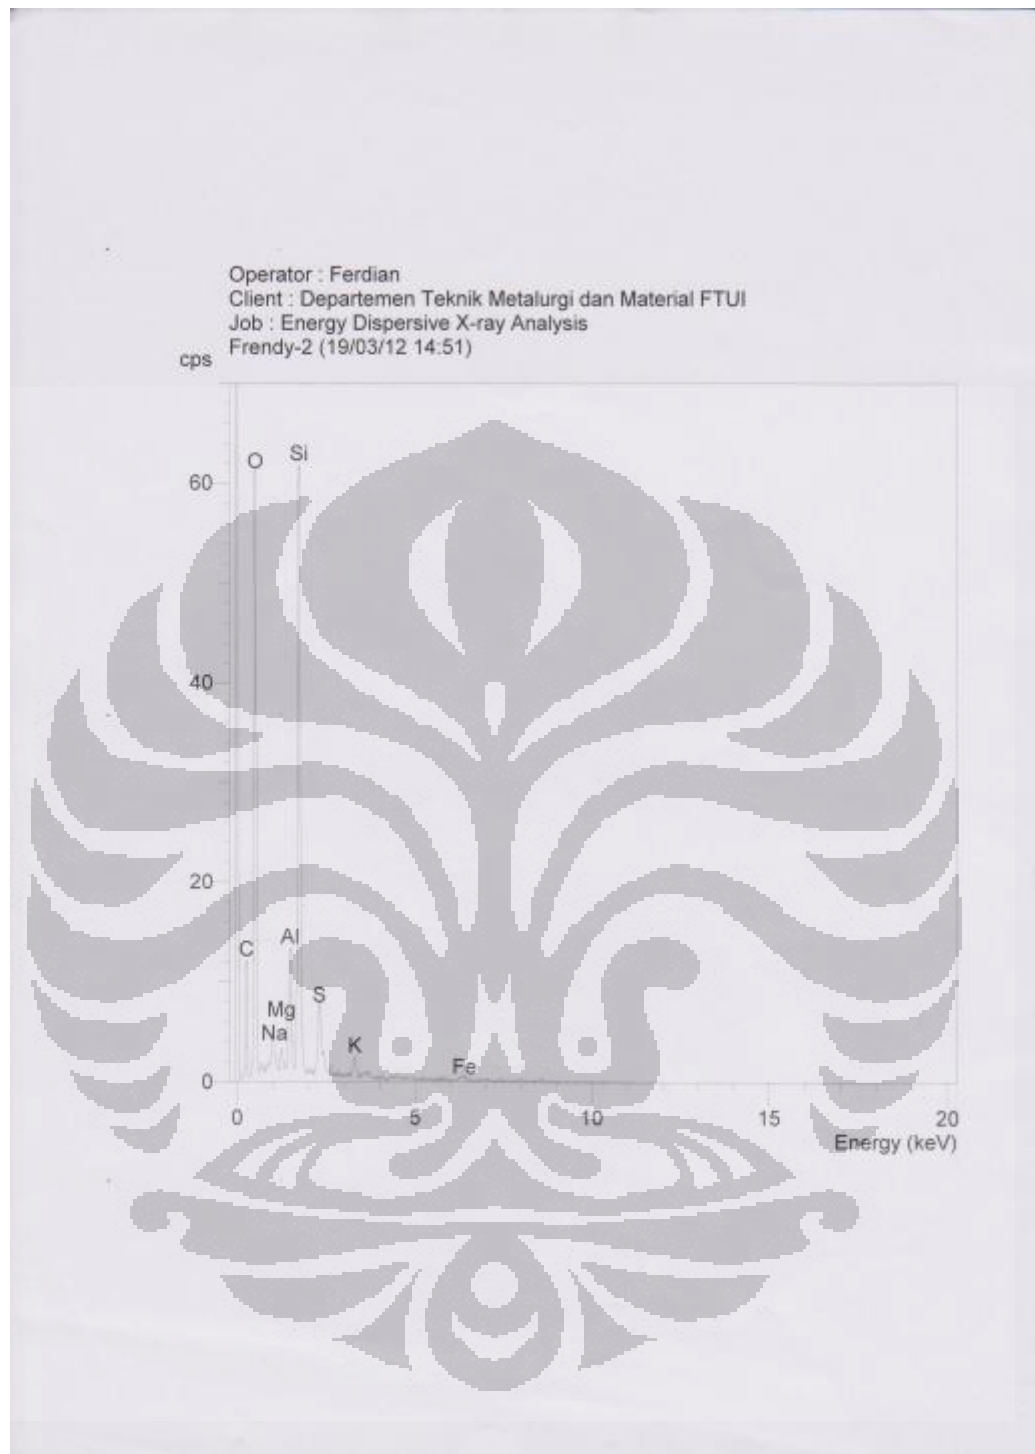 Operator : Ferdian
Client : Departemen Teknik Metalurgi dan Material FTUI
Job : Energy Dispersive X-ray Analysis
Frendy-2 (19/03/12 14:51)
cps
O
Si
60
40
20
C
Al
S
Mg
Na
K
Fe
0
0 5 10 15 20
Energy (keV)